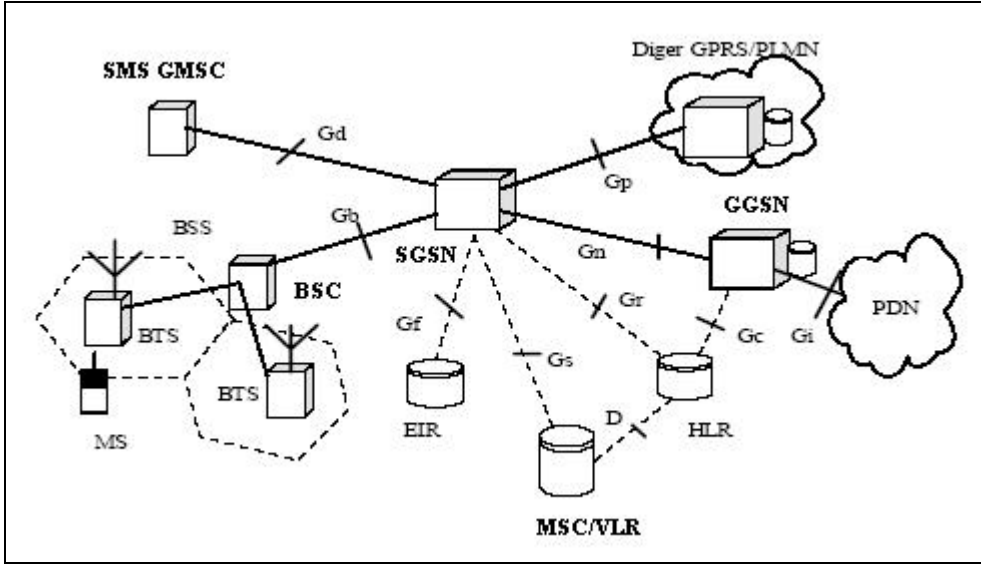 Diger GPRS/PLMN
SMS GMSC
Gd
Gp
GGSN
Gb
BSS
SGSN
Gn
BSC
Gr
PDN
Gf
Gc
Gi
BTS
Gs
BTS
D
MS
EIR
HLR
MSC/VLR